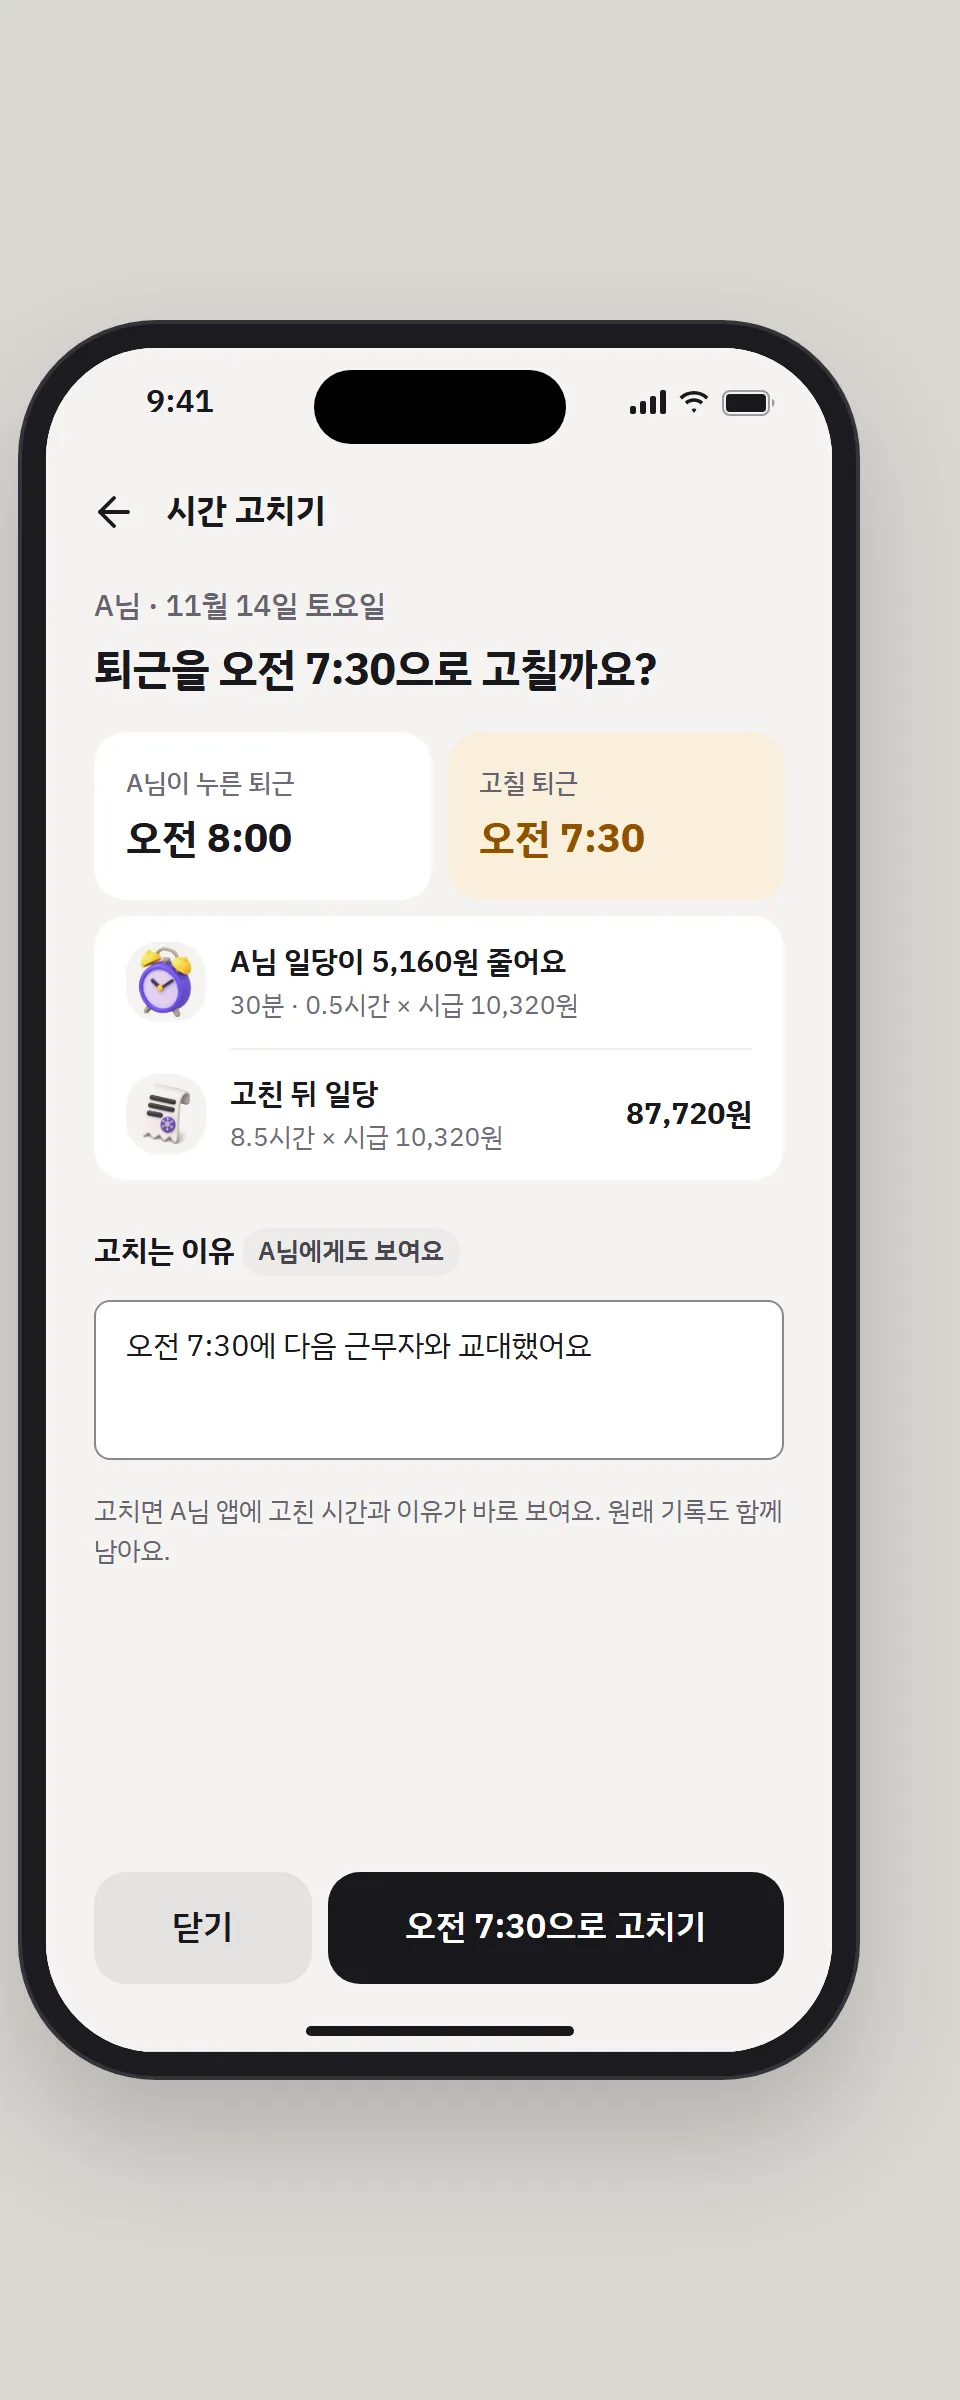 9:41
시간 고치기
A님 · 11월 14일 토요일
퇴근을 오전 7:30으로 고칠까요?
A님이 누른 퇴근
오전 8:00
고칠 퇴근
오전 7:30
A님 일당이 5,160원 줄어요
30분 · 0.5시간 × 시급 10,320원
고친 뒤 일당
8.5시간 × 시급 10,320원
87,720원
고치는 이유
A님에게도 보여요
오전 7:30에 다음 근무자와 교대했어요
고치면 A님 앱에 고친 시간과 이유가 바로 보여요. 원래 기록도 함께
남아요.
닫기
오전 7:30으로 고치기